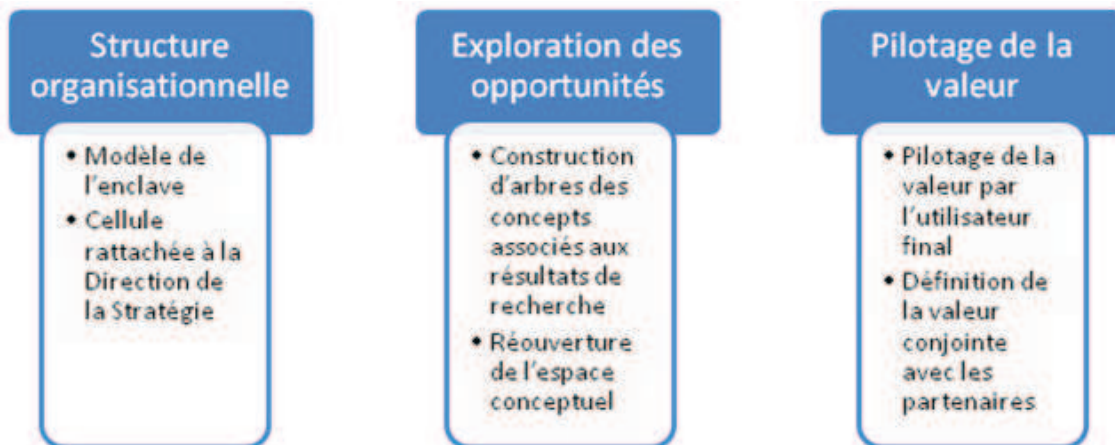 Structure
organisationnelle
• Modèle de
l'enclave
• Cellule
rattachée à la
Direction de
la Stratégie
Exploration des
opportunités
• Construction
d'arbres des
concepts
associés aux
résultats de
recherche
• Réouverture
de l'espace
conceptuel
Pilotage de la
valeur
• Pilotage de la
valeur par
l'utilisateur
final
• Définition de
la valeur
conjointe
avec les
partenaires